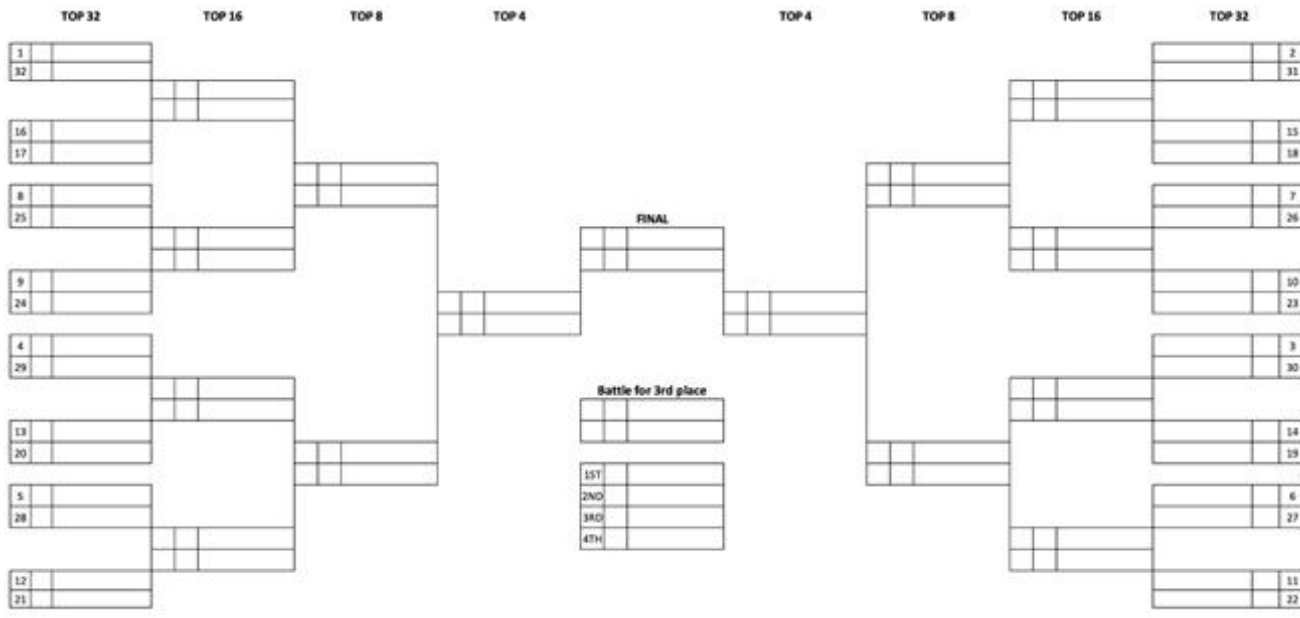 TOP 32 TOP 16 TOP 8 TOP 4 TOP 4 TOP 8 TOP 16 TOP 32
1 2
32 31
16 15
17 18
8 7
25 26
FINAL
9 10
24 23
4 3
29 30
Battle for 3rd place
13 14
20 19
1ST
2ND
3RD
4TH
5 6
28 27
12 11
21 22